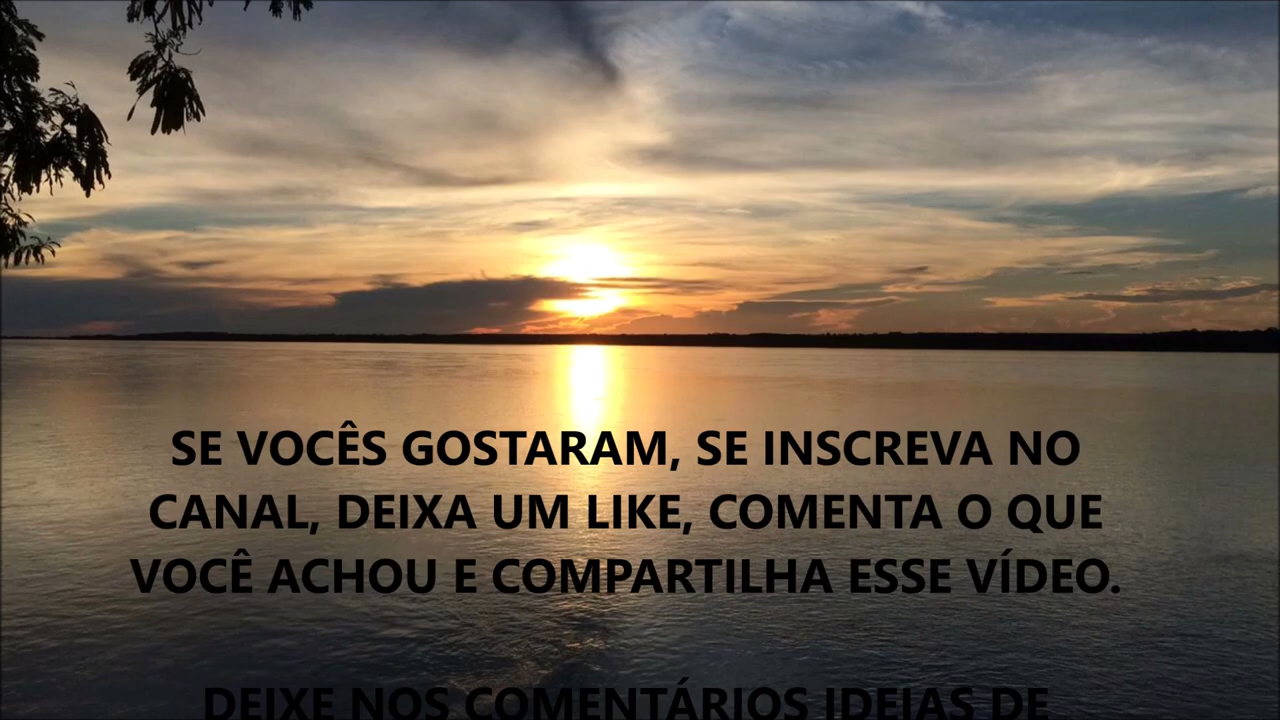 SE VOCÊS GOSTARAM, SE INSCREVA NO
CANAL, DEIXA UM LIKE, COMENTA O QUE
VOCÊ ACHOU E COMPARTILHA ESSE VÍDEO.
DEIXE NOS COMENTÁRIOS IDEIAS DE